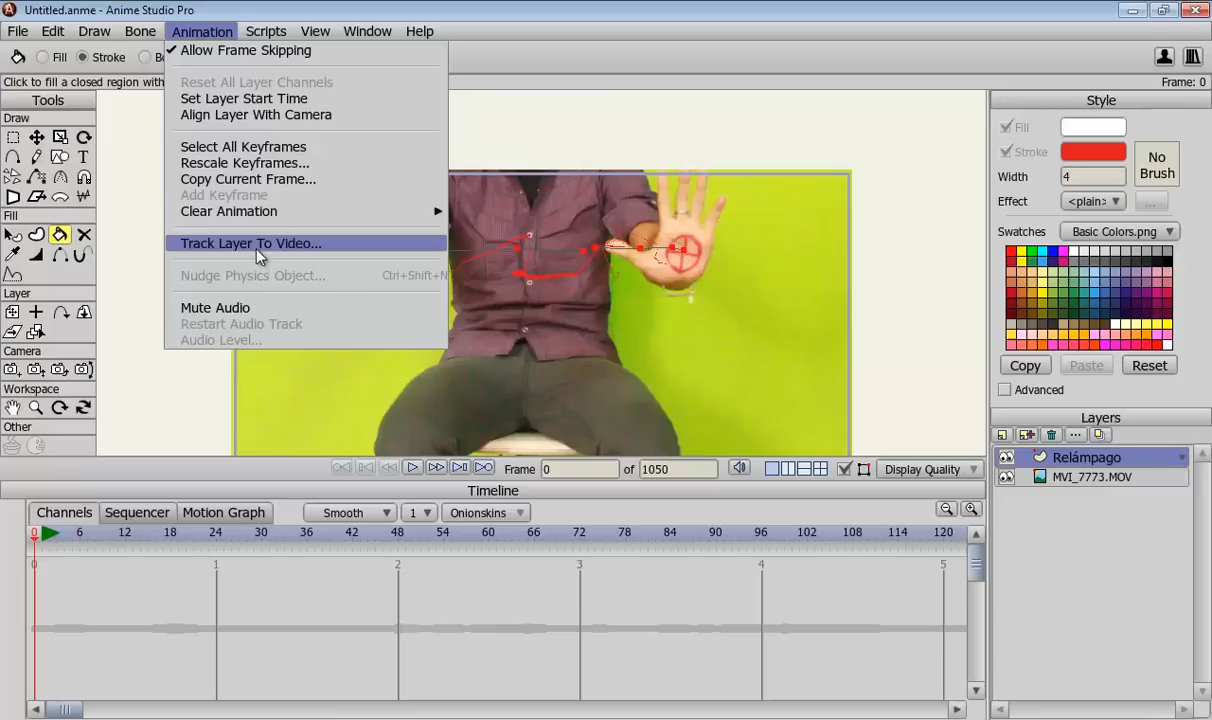 Untitled.anme - Anime Studio Pro
File Edit Draw Bone Animation Scripts View Window Help
Fill Stroke
Click to fill a closed region with
Frame: 0
Tools
Draw
T
Fill
Layer
Camera
Workspace
Other
✓ Allow Frame Skipping
Reset All Layer Channels
Set Layer Start Time
Align Layer With Camera
Select All Keyframes
Rescale Keyframes...
Copy Current Frame...
Add Keyframe
Clear Animation
Track Layer To Video...
Nudge Physics Object... Ctrl+Shift+N
Mute Audio
Restart Audio Track
Audio Level...
Style
Fill
Stroke
No
Brush
Width 4
Effect <plain> ...
Swatches Basic Colors.png
Copy Paste Reset
Advanced
Layers
Relámpago
MVI_7773.MOV
Frame 0 of 1050 Display Quality
Timeline
Channels Sequencer Motion Graph Smooth 1 Onionskins
0 6 12 18 24 30 36 42 48 54 60 66 72 78 84 90 96 102 108 114 120
0 1 2 3 4 5